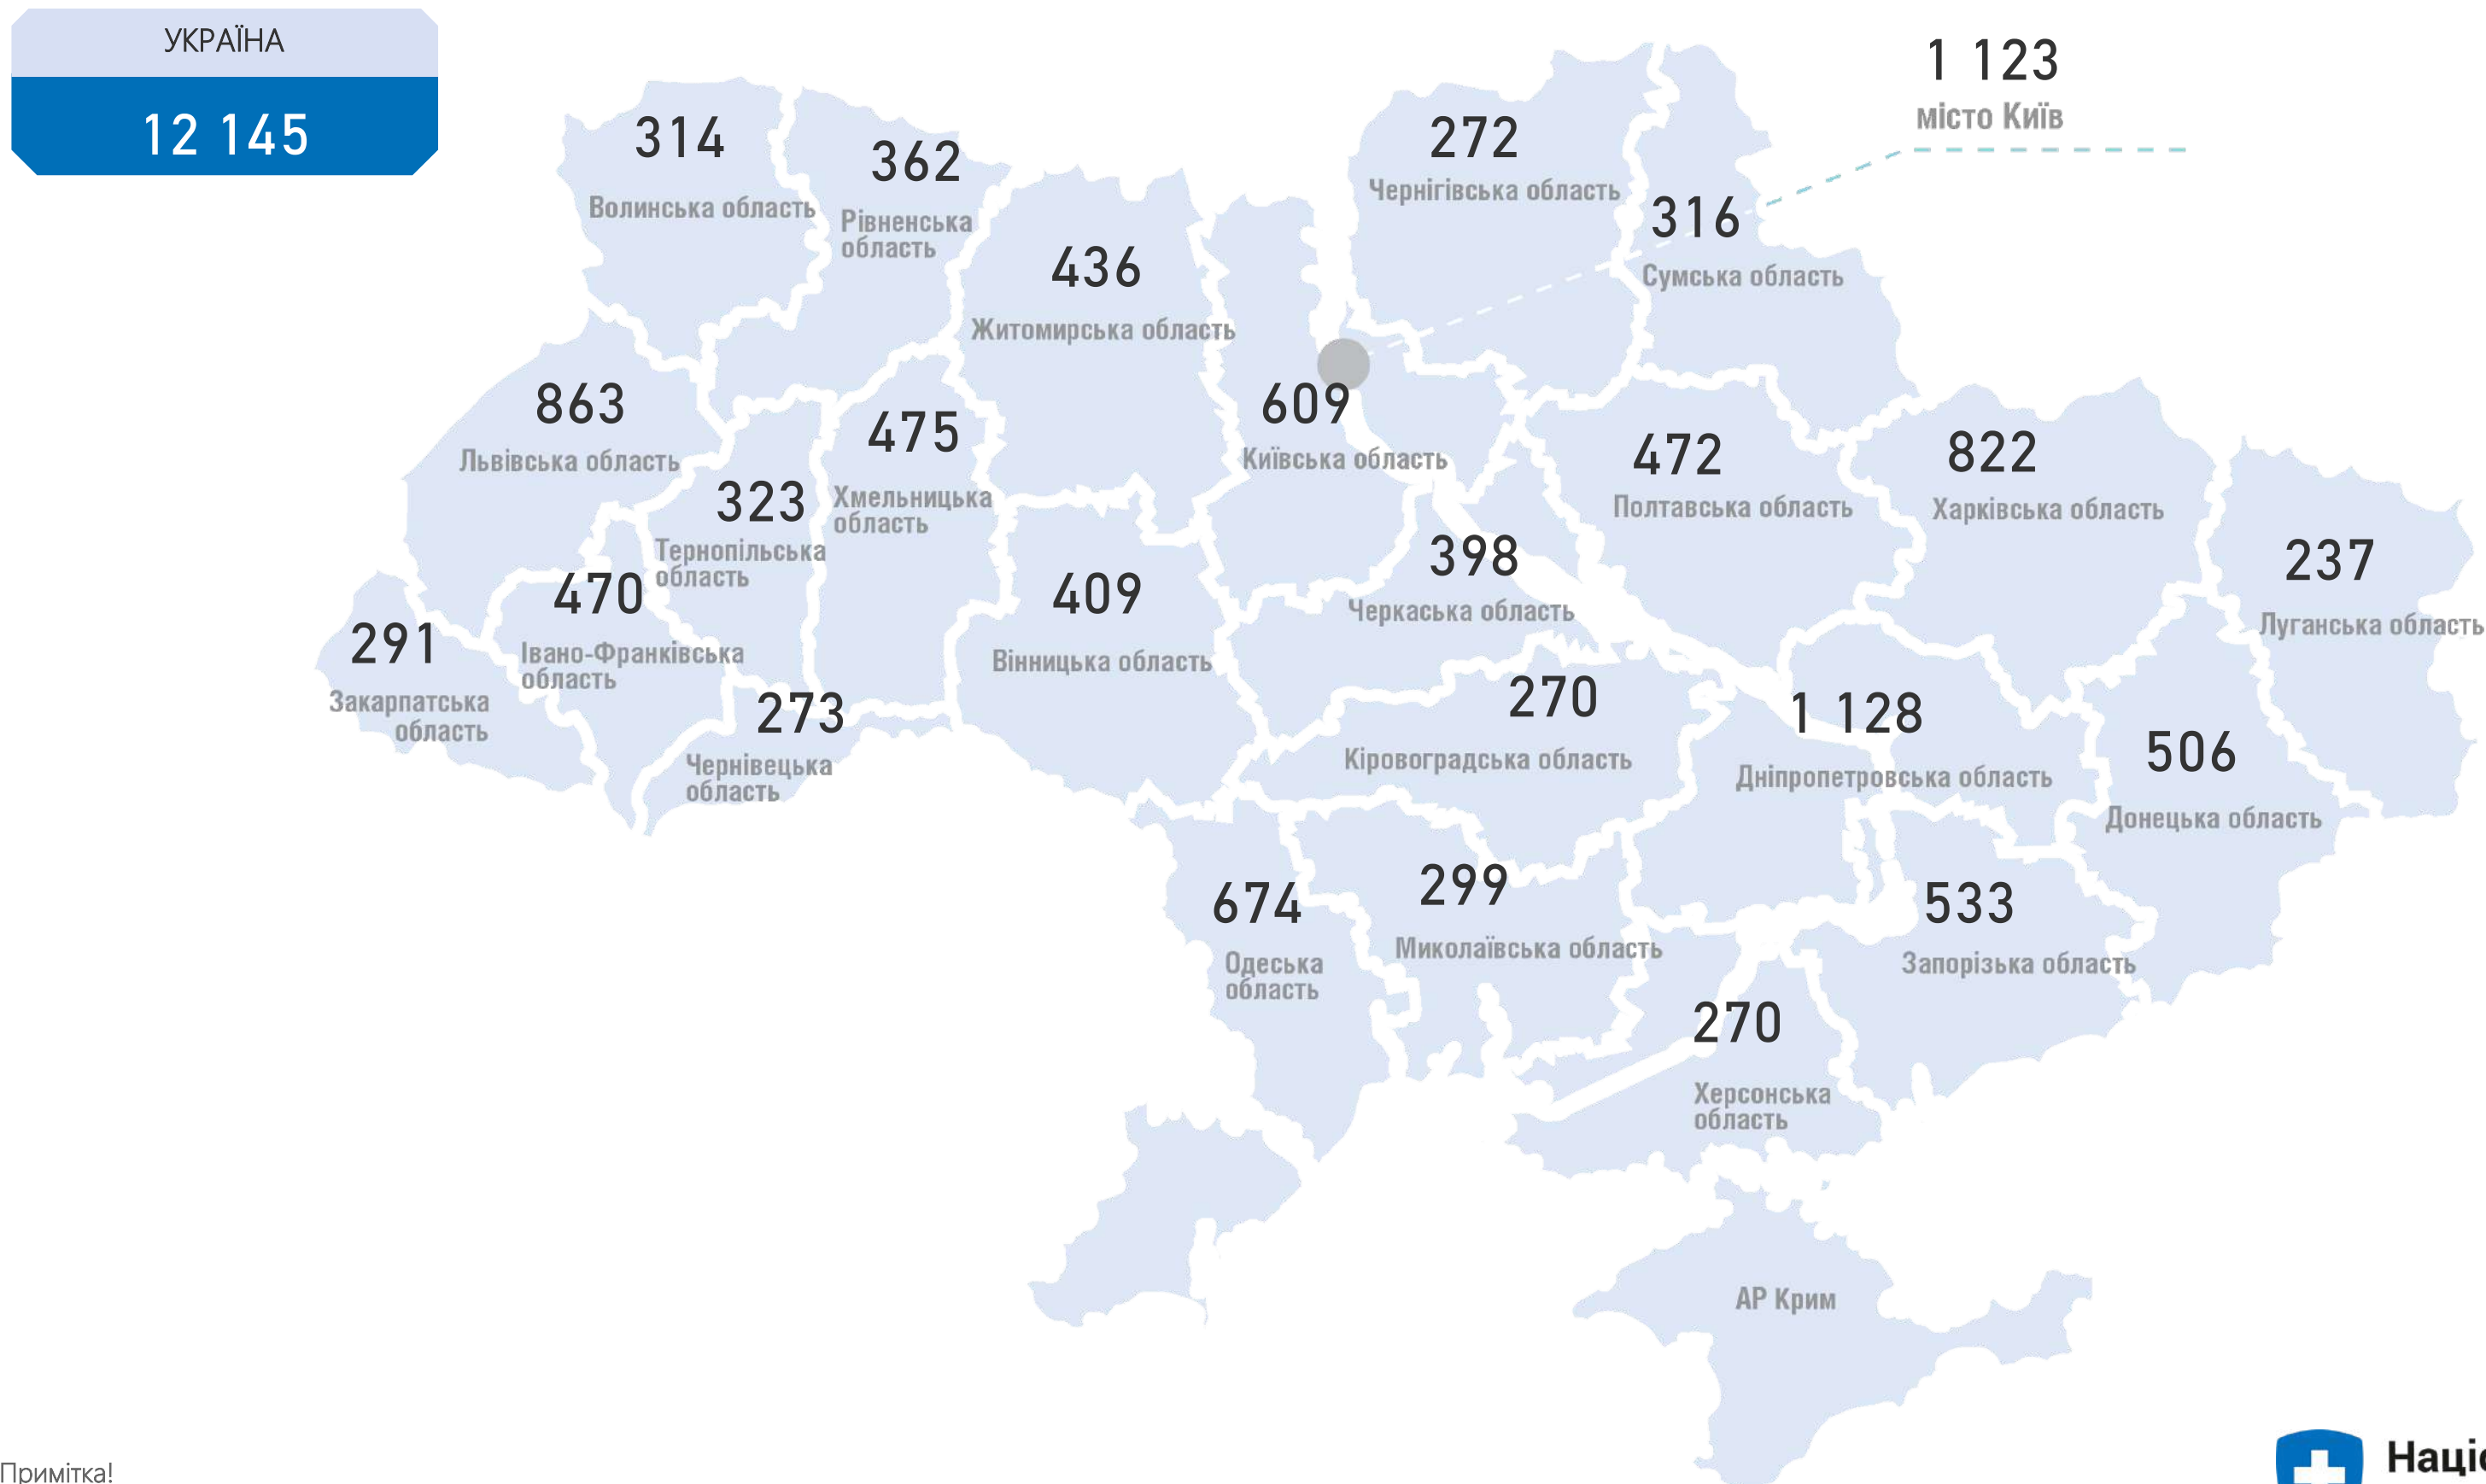 УКРАЇНА
12 145
1 123
місто Київ
314
Волинська область
362
Рівненська
область
436
Житомирська область
272
Чернігівська область
316
Сумська область
863
Львівська область
323
Тернопільська
область
475
Хмельницька
область
609
Київська область
472
Полтавська область
822
Харківська область
237
Луганська область
291
Закарпатська
область
470
Івано-Франківська
область
273
Чернівецька
область
409
Вінницька область
398
Черкаська область
270
Кіровоградська область
1 128
Дніпропетровська область
506
Донецька область
674
Одеська
область
299
Миколаївська область
533
Запорізька область
270
Херсонська
область
АР Крим
Примітка!